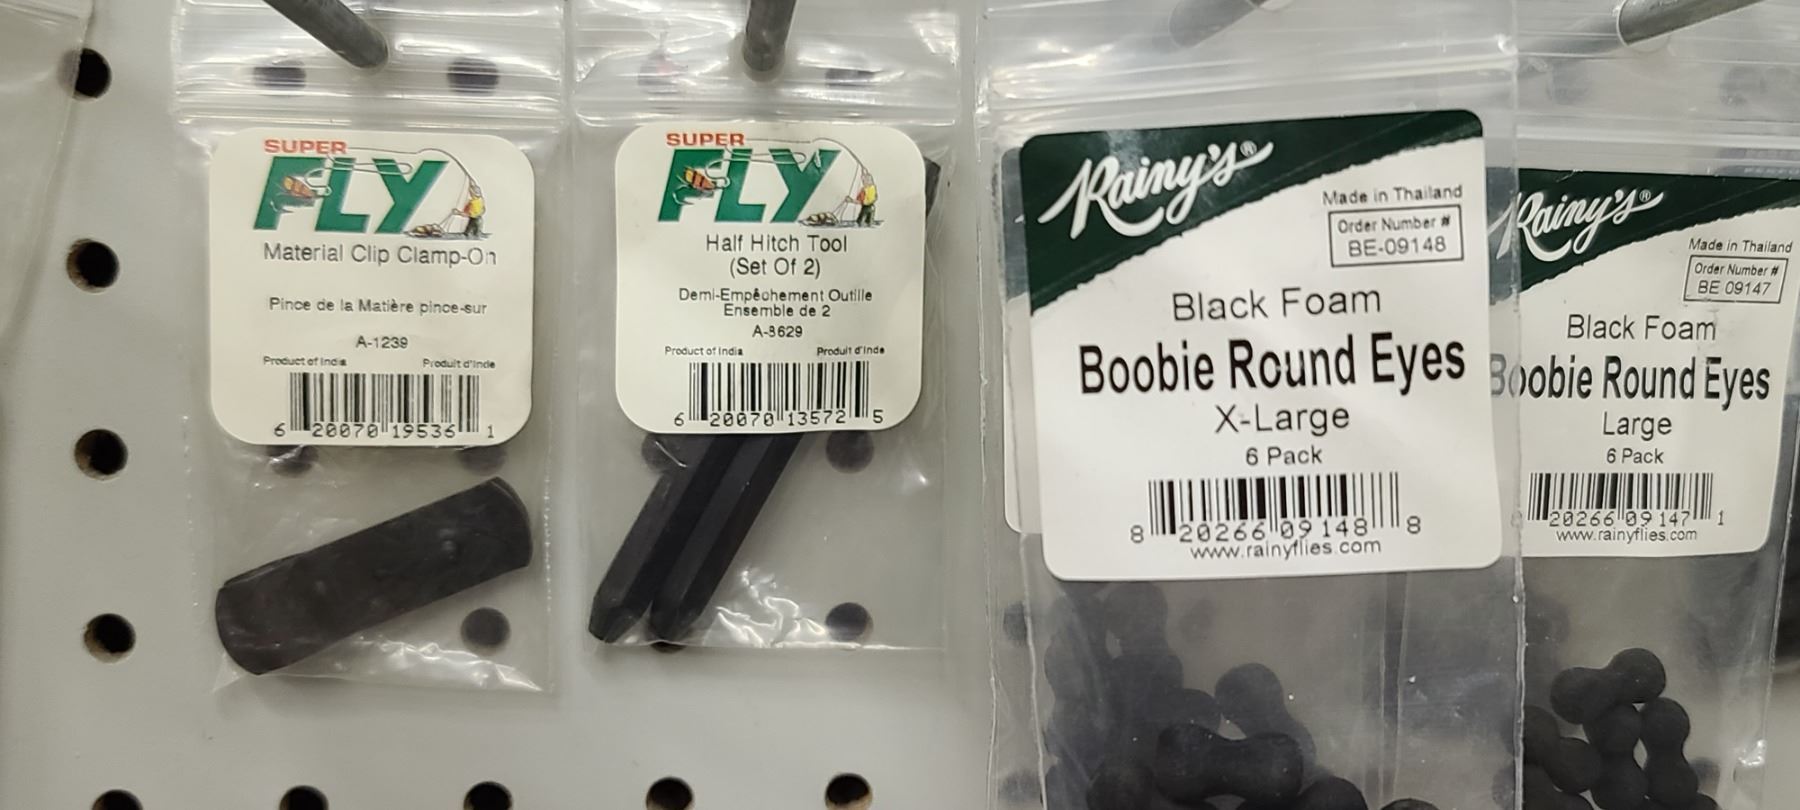 SUPER
FLY
Material Clip Clamp-On
Pince de la Matière pince-sur
A-1239
Product of India Produit d'Inde
6 20070 19536 1
SUPER
FLY
Half Hitch Tool
(Set Of 2)
Demi-Empêchement Outille
Ensemble de 2
A-3629
Product of India Produit d'Inde
6 20070 13572 5
Rainy's®
Made in Thailand
Order Number #
BE-09148
Black Foam
Boobie Round Eyes
X-Large
6 Pack
8 20266 09148 8
www.rainyflies.com
Rainy's®
Made in Thailand
Order Number #
BE 09147
Black Foam
Boobie Round Eyes
Large
6 Pack
20266 09147 1
www.rainyflies.com